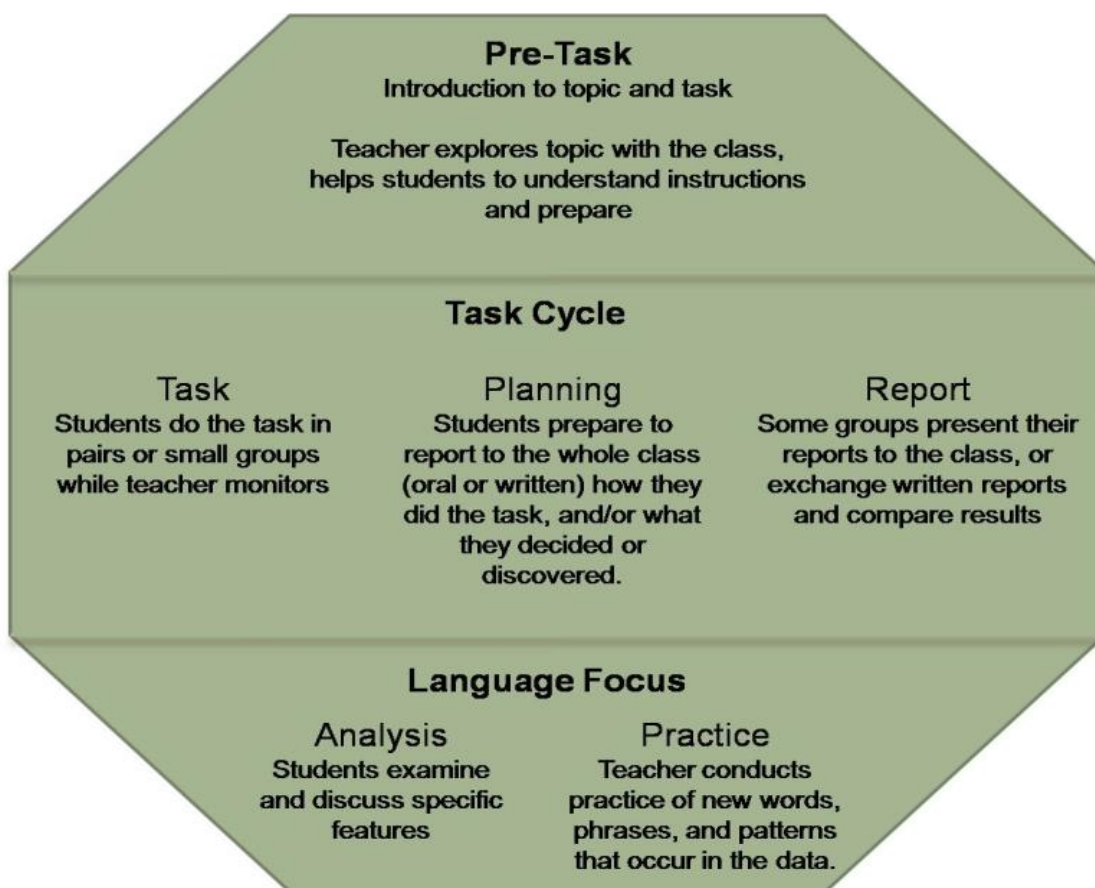 Pre-Task
Introduction to topic and task
Teacher explores topic with the class,
helps students to understand instructions
and prepare
Task Cycle
Task
Students do the task in
pairs or small groups
while teacher monitors
Planning
Students prepare to
report to the whole class
(oral or written) how they
did the task, and/or what
they decided or
discovered.
Report
Some groups present their
reports to the class, or
exchange written reports
and compare results
Language Focus
Analysis
Students examine
and discuss specific
features
Practice
Teacher conducts
practice of new words,
phrases, and patterns
that occur in the data.